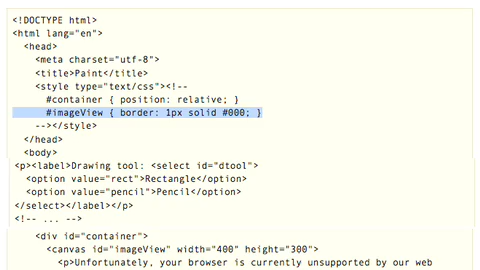 <!DOCTYPE html>
<html lang="en">
<head>
<meta charset="utf-8">
<title>Paint</title>
<style type="text/css"><!--
#container { position: relative; }
#imageView { border: 1px solid #000; }
--></style>
</head>
<body>
<p><label>Drawing tool: <select id="dtool">
<option value="rect">Rectangle</option>
<option value="pencil">Pencil</option>
</select></label></p>
<!-- ... -->
<div id="container">
<canvas id="imageView" width="400" height="300">
<p>Unfortunately, your browser is currently unsupported by our web